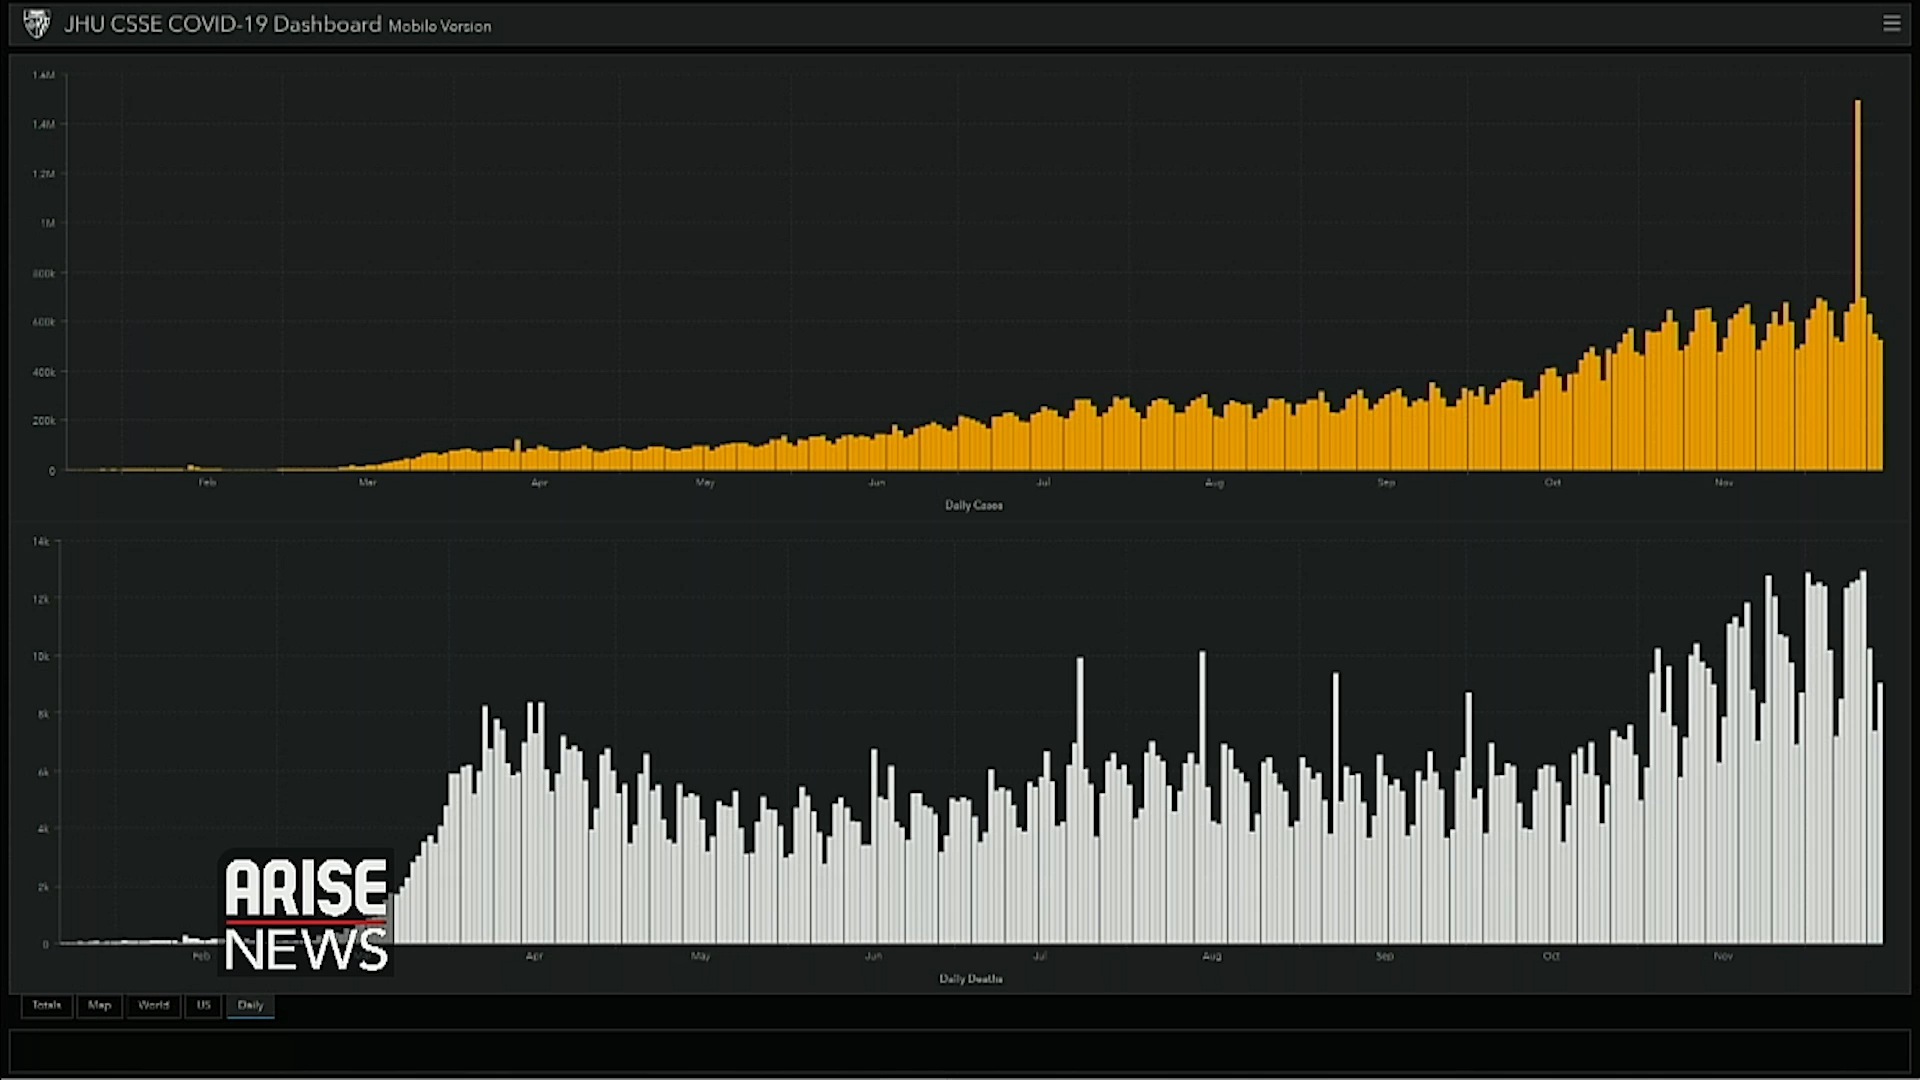 JHU CSSE COVID-19 Dashboard Mobile Version
1.6M
1.4M
1.2M
1M
800k
600k
400k
200k
0
Feb Mar Apr May Jun Jul Aug Sep Oct Nov
Daily Cases
14k
12k
10k
8k
6k
4k
2k
0
Feb Apr May Jun Jul Aug Sep Oct Nov
Daily Deaths
ARISE
NEWS
Totals Map World US Daily